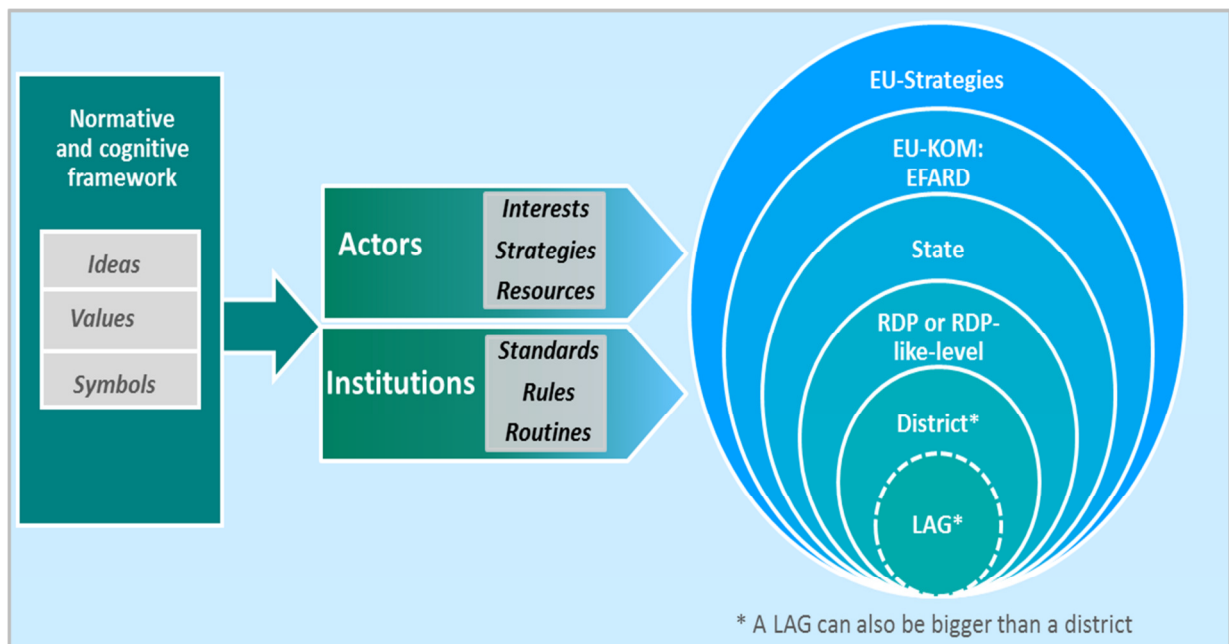 Normative
and cognitive
framework
Ideas
Values
Symbols
Actors
Interests
Strategies
Resources
Institutions
Standards
Rules
Routines
EU-Strategies
EU-KOM:
EFARD
State
RDP or RDP-
like-level
District*
LAG*
* A LAG can also be bigger than a district